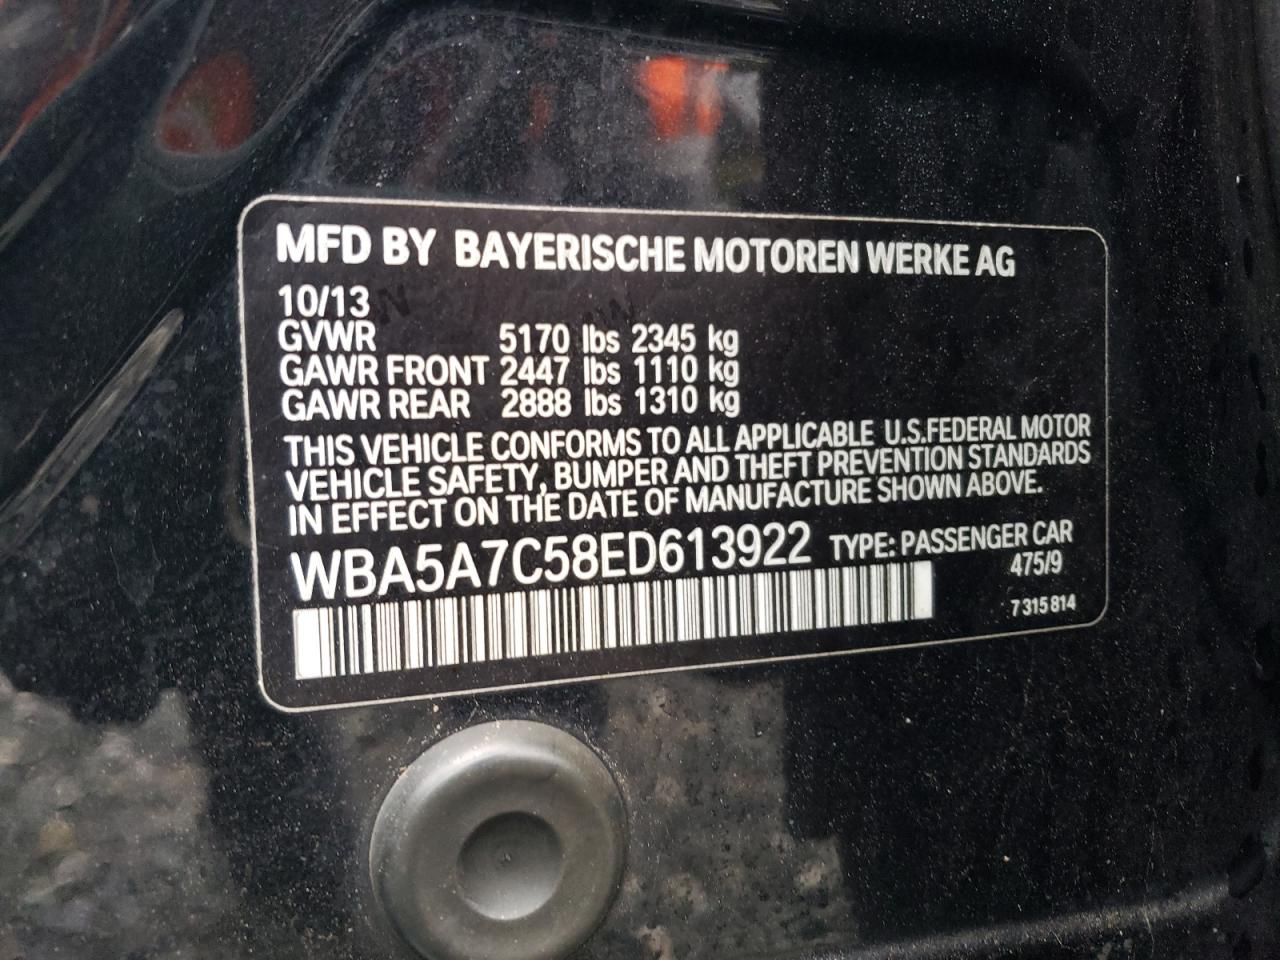 MFD BY BAYERISCHE MOTOREN WERKE AG
10/13
GVWR 5170 lbs 2345 kg
GAWR FRONT 2447 lbs 1110 kg
GAWR REAR 2888 lbs 1310 kg
THIS VEHICLE CONFORMS TO ALL APPLICABLE U.S.FEDERAL MOTOR
VEHICLE SAFETY, BUMPER AND THEFT PREVENTION STANDARDS
IN EFFECT ON THE DATE OF MANUFACTURE SHOWN ABOVE.
WBA5A7C58ED613922 TYPE: PASSENGER CAR
475/9
7 315 814